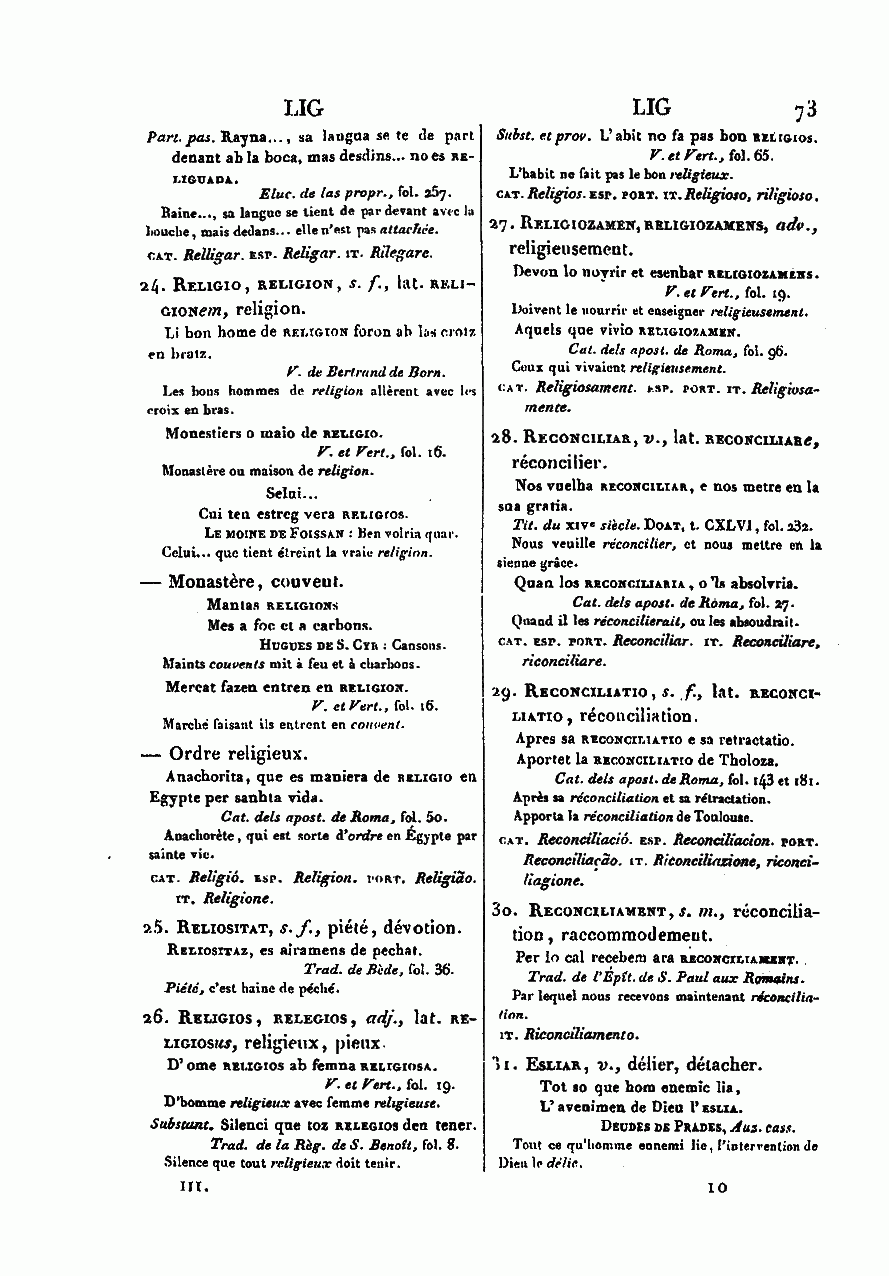 LIG
LIG 73
Part. pas. Rayna..., sa langua se te de part
denant ab la boca, mas desdins... no es RE-
LIGUADA.
Eluc. de las propr., fol. 257.
Raine..., sa langue se tient de par devant avec la
bouche, mais dedans... elle n'est pas attachée.
CAT. Relligar. ESP. Religar. IT. Rilegare.
24. RELIGIO, RELIGION, s. f., lat. RELI-
GIONem, religion.
Li bon home de RELIGION foron ab las crotz
en bratz.
V. de Bertrand de Born.
Les bons hommes de religion allèrent avec les
croix en bras.
Monestiers o maio de RELIGIO.
V. et Vert., fol. 16.
Monastère ou maison de religion.
Selui...
Cui ten estreg vera RELIGIOS.
LE MOINE DE FOISSAN : Ben volria quar.
Celui... que tient étreint la vraie religion.
— Monastère, couvent.
Mantas RELIGIONS
Mes a foc et a carbons.
HUGUES DE S. CYR : Cansons.
Maints couvents mit à feu et à charbons.
Mercat fazen entren en RELIGION.
V. et Vert., fol. 16.
Marché faisant ils entrent en couvent.
— Ordre religieux.
Anachorita, que es maniera de RELIGIO en
Egypte per sanhta vida.
Cat. dels apost. de Roma, fol. 50.
Anachorète, qui est sorte d'ordre en Égypte par
sainte vie.
CAT. Religió. ESP. Religion. PORT. Religião.
IT. Religione.
25. RELIOSITAT, s. f., piété, dévotion.
RELIOSITAZ, es airamens de pechat.
Trad. de Bède, fol. 36.
Piété, c'est haine de péché.
26. RELIGIOS, RELEGIOS, adj., lat. RE-
LIGIOSus, religieux, pieux.
D'ome RELIGIOS ab femna RELIGIOSA.
V. et Vert., fol. 19.
D'homme religieux avec femme religieuse.
Substant. Silenci que toz RELEGIOS den tener.
Trad. de la Règ. de S. Benoît, fol. 8.
Silence que tout religieux doit tenir.
III.
Subst. et prov. L'abit no fa pas bon RELIGIOS.
V. et Vert., fol. 65.
L'habit ne fait pas le bon religieux.
CAT. Religios. ESP. PORT. IT. Religioso, riligioso.
27. RELIGIOZAMEN, RELIGIOZAMENS, adv.,
religieusement.
Devon lo noyrir et esenhar RELIGIOZAMENS.
V. et Vert., fol. 19.
Doivent le nourrir et enseigner religieusement.
Aquels que vivio RELIGIOZAMEN.
Cat. dels apost. de Roma, fol. 96.
Ceux qui vivaient religieusement.
CAT. Religiosament. ESP. PORT. IT. Religiosa-
mente.
28. RECONCILIAR, v., lat. RECONCILIARe,
réconcilier.
Nos vuelha RECONCILIAR, e nos metre en la
sua gratia.
Tit. du XIVe siècle. DOAT, t. CXLVI, fol. 232.
Nous veuille réconcilier, et nous mettre en la
sienne grâce.
Quan los RECONCILIARIA, o 'ls absolvria.
Cat. dels apost. de Roma, fol. 27.
Quand il les réconcilierait, ou les absoudrait.
CAT. ESP. PORT. Reconciliar. IT. Reconciliare,
riconciliare.
29. RECONCILIATIO, s. f., lat. RECONCI-
LIATIO, réconciliation.
Apres sa RECONCILIATIO e sa retractatio.
Aportet la RECONCILIATIO de Tholoza.
Cat. dels apost. de Roma, fol. 143 et 181.
Après sa réconciliation et sa rétractation.
Apporta la réconciliation de Toulouse.
CAT. Reconciliació. ESP. Reconciliacion. PORT.
Reconciliação. IT. Riconciliazione, riconci-
liagione.
30. RECONCILIAMENT, s. m., réconcilia-
tion, raccommodement.
Per lo cal recebem ara RECONCILIAMENT.
Trad. de l'Épît. de S. Paul aux Romains.
Par lequel nous recevons maintenant réconcilia-
tion.
IT. Riconciliamento.
31. ESLIAR, v., délier, détacher.
Tot so que hom enemic lia,
L'avenimen de Dieu l'ESLIA.
DEUDES DE PRADES, Auz. cass.
Tout ce qu'homme ennemi lie, l'intervention de
Dieu le délie.
10